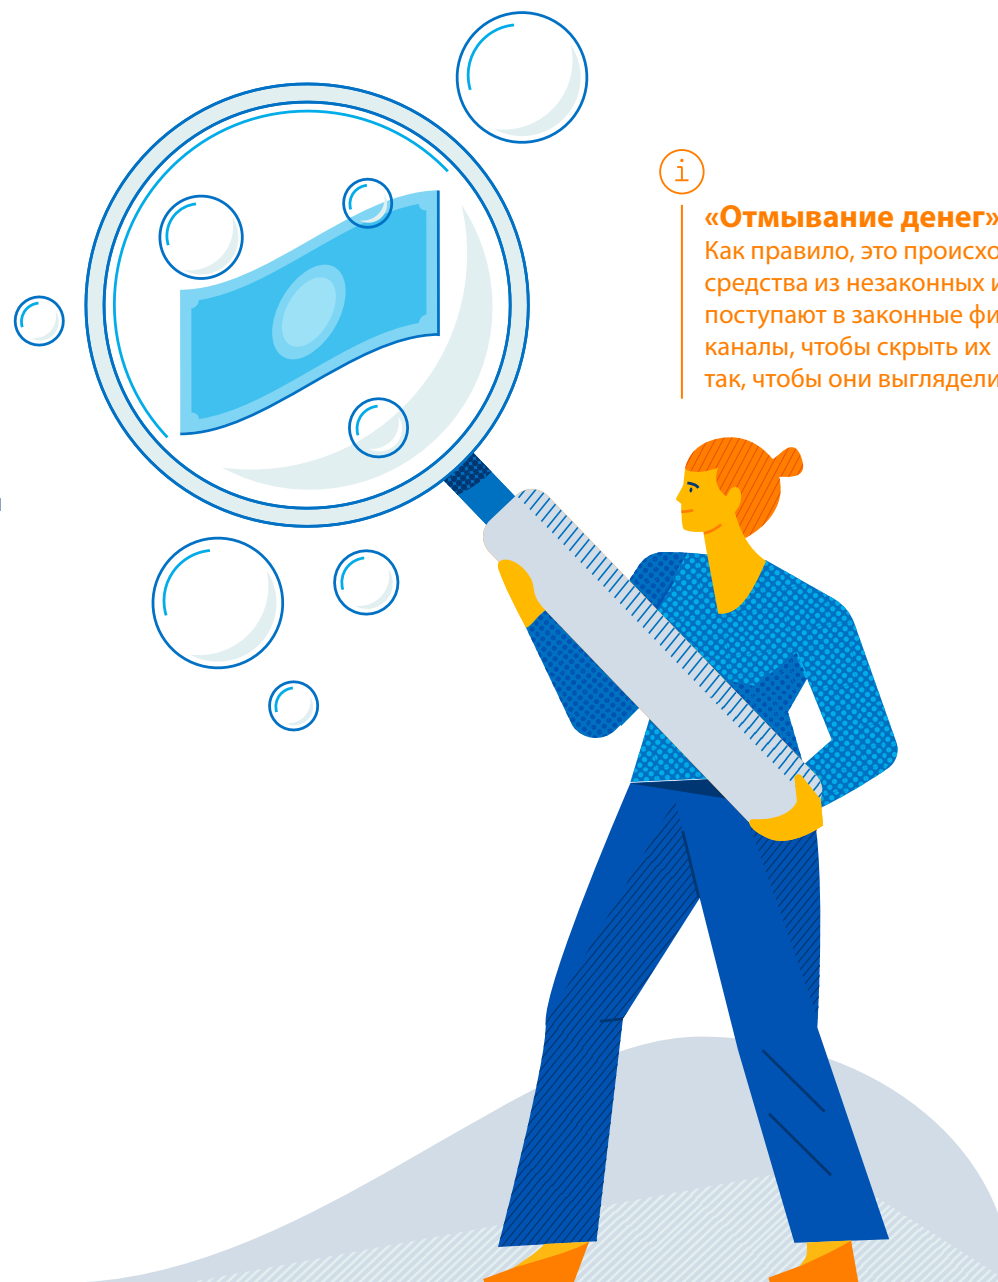 i
«Отмывание денег»
Как правило, это происхо
средства из незаконных и
поступают в законные фи
каналы, чтобы скрыть их
так, чтобы они выглядели